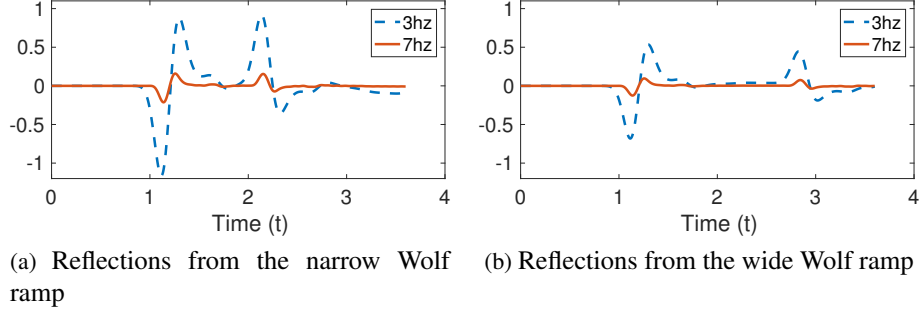 1
0.5
0
-0.5
-1
3hz
7hz
0 1 2 3 4
Time (t)
1
0.5
0
-0.5
-1
3hz
7hz
0 1 2 3 4
Time (t)
(a) Reflections from the narrow Wolf
ramp
(b) Reflections from the wide Wolf ramp